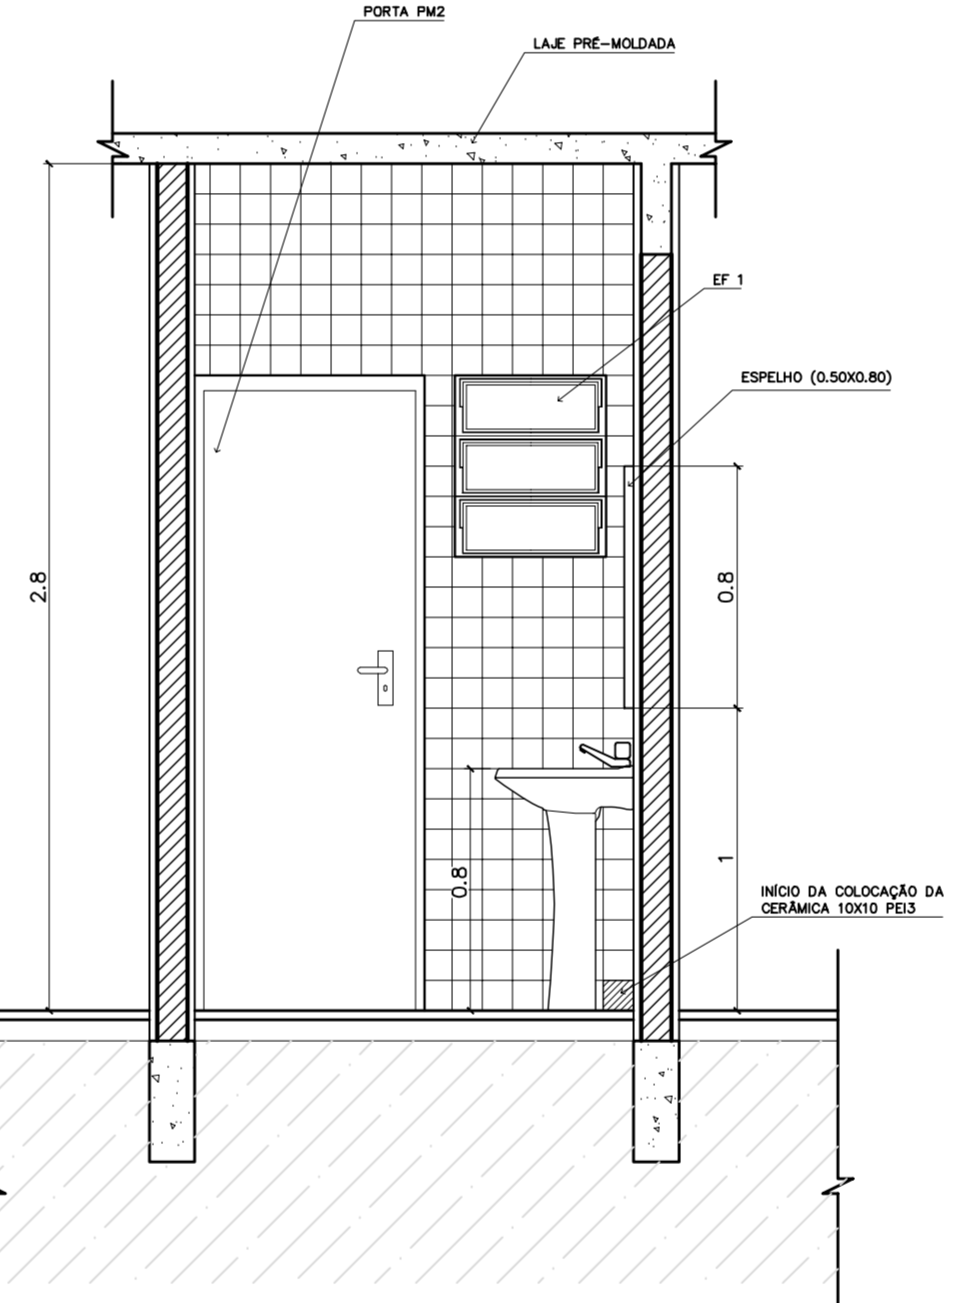 PORTA PM2
LAJE PRÉ-MOLDADA
EF 1
ESPELHO (0.50X0.80)
2.8
0.8
0.8
1
INÍCIO DA COLOCAÇÃO DA
CERÂMICA 10X10 PEI3